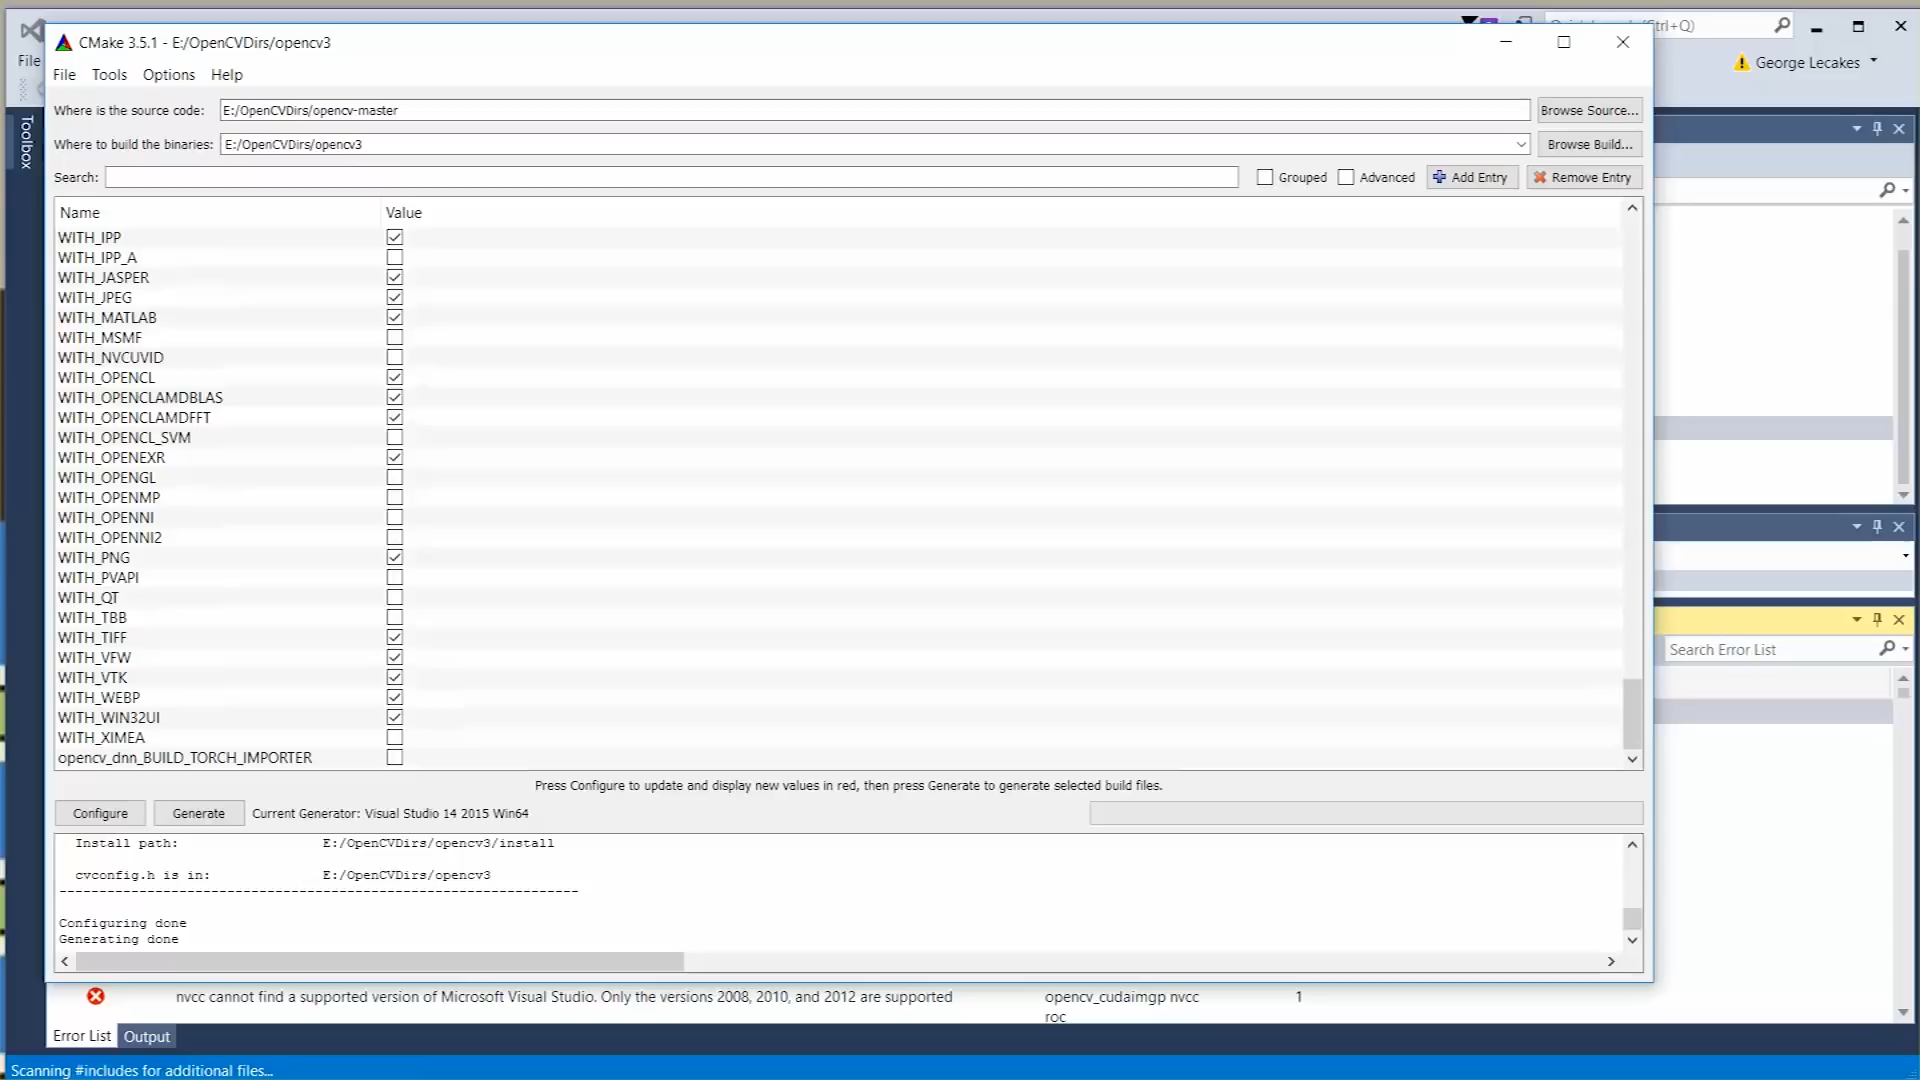 CMake 3.5.1 - E:/OpenCVDirs/opencv3
trl+Q)
File
File Tools Options Help
George Lecakes
Where is the source code: E:/OpenCVDirs/opencv-master Browse Source...
Toolbox
Where to build the binaries: E:/OpenCVDirs/opencv3 Browse Build...
Search: Grouped Advanced Add Entry Remove Entry
Name Value
WITH_IPP
WITH_IPP_A
WITH_JASPER
WITH_JPEG
WITH_MATLAB
WITH_MSMF
WITH_NVCUVID
WITH_OPENCL
WITH_OPENCLAMDBLAS
WITH_OPENCLAMDFFT
WITH_OPENCL_SVM
WITH_OPENEXR
WITH_OPENGL
WITH_OPENMP
WITH_OPENNI
WITH_OPENNI2
WITH_PNG
WITH_PVAPI
WITH_QT
WITH_TBB
WITH_TIFF
WITH_VFW
WITH_VTK
WITH_WEBP
WITH_WIN32UI
WITH_XIMEA
opencv_dnn_BUILD_TORCH_IMPORTER
Search Error List
Press Configure to update and display new values in red, then press Generate to generate selected build files.
Configure Generate Current Generator: Visual Studio 14 2015 Win64
Install path: E:/OpenCVDirs/opencv3/install
cvconfig.h is in: E:/OpenCVDirs/opencv3
-----------------------------------------------------------------
Configuring done
Generating done
nvcc cannot find a supported version of Microsoft Visual Studio. Only the versions 2008, 2010, and 2012 are supported opencv_cudaimgp nvcc 1
roc
Error List Output
Scanning #includes for additional files...